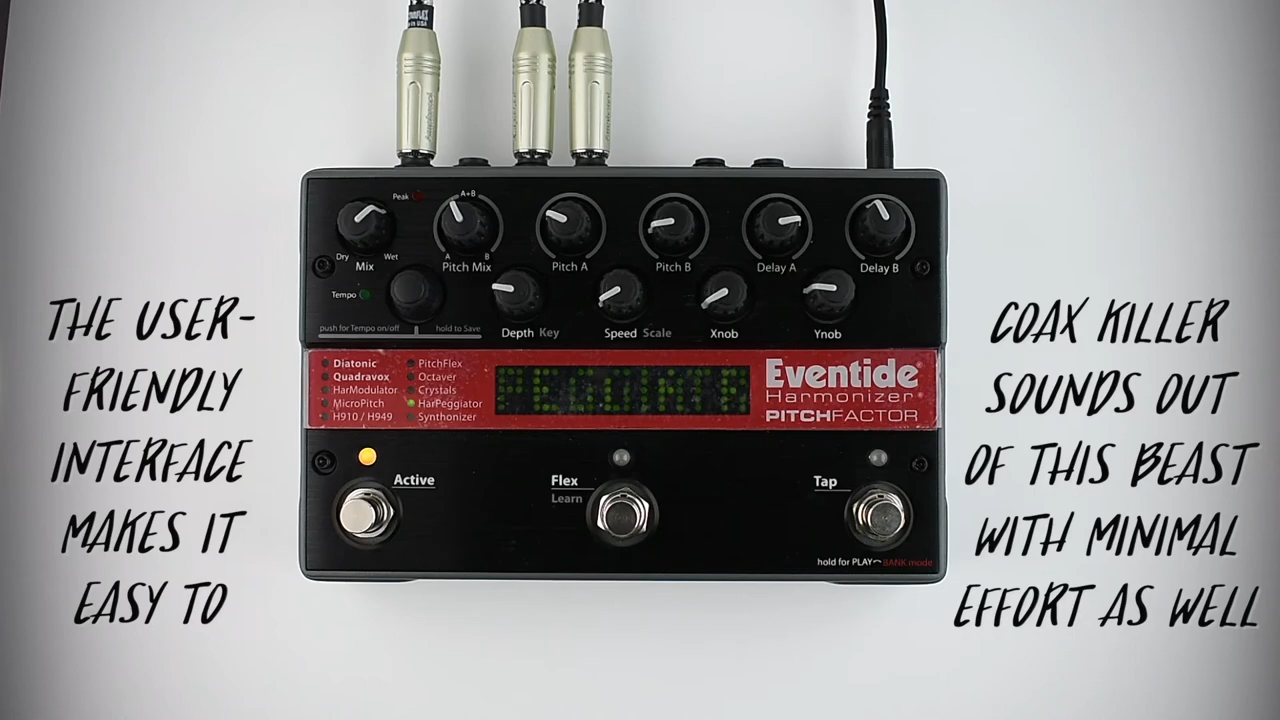 THE USER-
FRIENDLY
INTERFACE
MAKES IT
EASY TO
COAX KILLER
SOUNDS OUT
OF THIS BEAST
WITH MINIMAL
EFFORT AS WELL
Peak
A+B
Dry
Wet
A
B
Mix
Pitch Mix
Pitch A
Pitch B
Delay A
Delay B
Tempo
push for Tempo on/off
hold to Save
Depth Key
Speed Scale
Xnob
Ynob
Diatonic
Quadravox
HarModulator
MicroPitch
H910 / H949
PitchFlex
Octaver
Crystals
HarPeggiator
Synthonizer
Eventide
Harmonizer
PITCHFACTOR
Active
Flex
Learn
Tap
hold for PLAY BANK mode